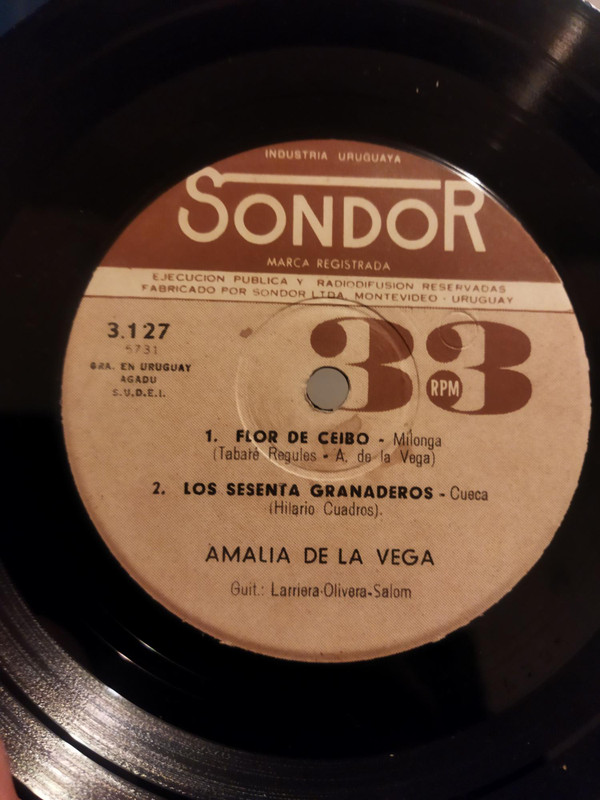 INDUSTRIA URUGUAYA
SONDOR
MARCA REGISTRADA
EJECUCION PUBLICA Y RADIODIFUSION RESERVADAS
FABRICADO POR SONDOR LTDA. MONTEVIDEO - URUGUAY
3.127
5731
GRA. EN URUGUAY
AGADU
S.U.D.E.I.
33
RPM
1. FLOR DE CEIBO - Milonga
(Tabaré Regules - A. de la Vega)
2. LOS SESENTA GRANADEROS - Cueca
(Hilario Cuadros).
AMALIA DE LA VEGA
Guit.: Larriera-Olivera-Salom